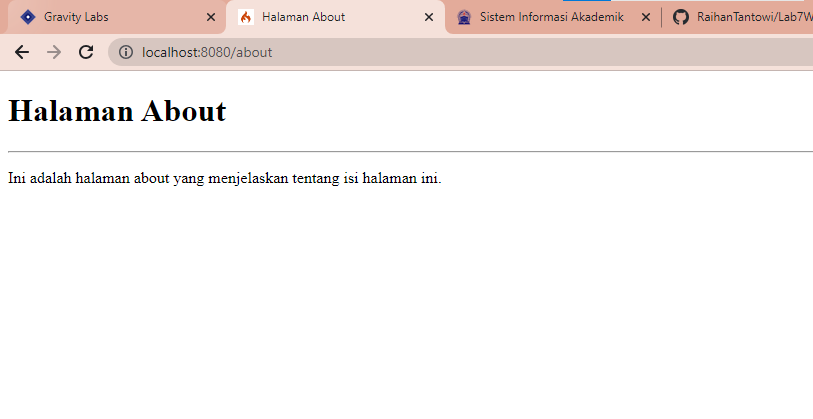 Gravity Labs
Halaman About
Sistem Informasi Akademik
RaihanTantowi/Lab7W
localhost:8080/about
Halaman About
Ini adalah halaman about yang menjelaskan tentang isi halaman ini.